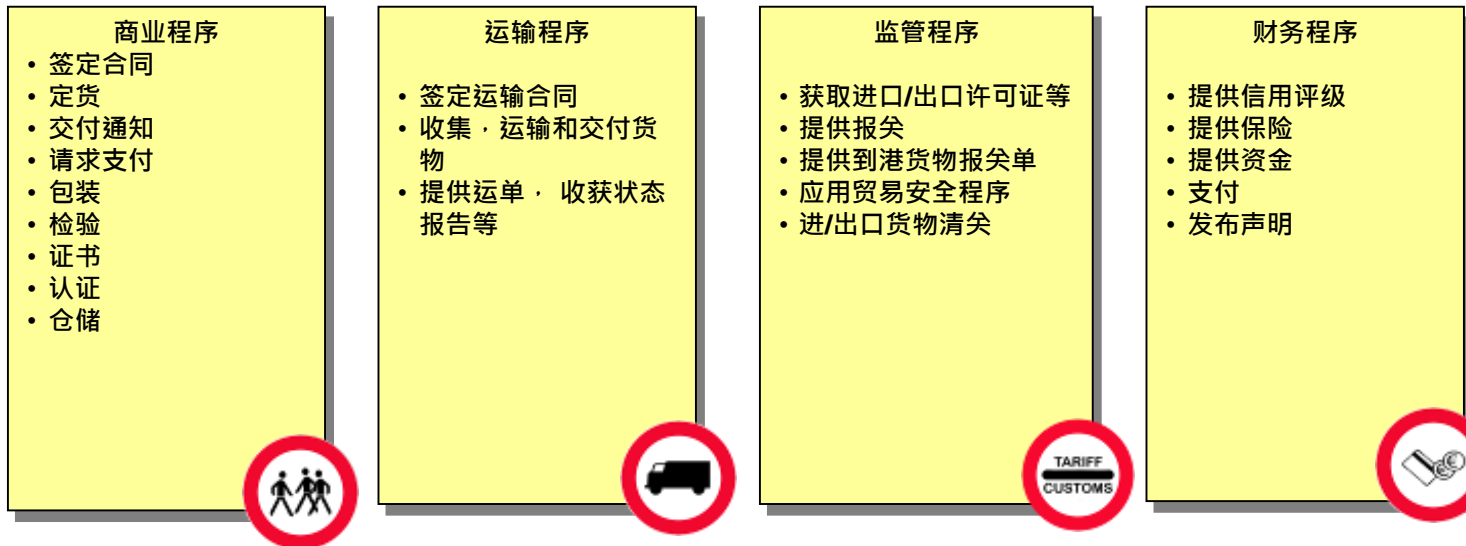 商业程序
• 签定合同
• 定货
• 交付通知
• 请求支付
• 包装
• 检验
• 证书
• 认证
• 仓储
运输程序
• 签定运输合同
• 收集，运输和交付货
物
• 提供运单， 收获状态
报告等
监管程序
• 获取进口/出口许可证等
• 提供报关
• 提供到港货物报关单
• 应用贸易安全程序
• 进/出口货物清关
TARIFF
CUSTOMS
财务程序
• 提供信用评级
• 提供保险
• 提供资金
• 支付
• 发布声明